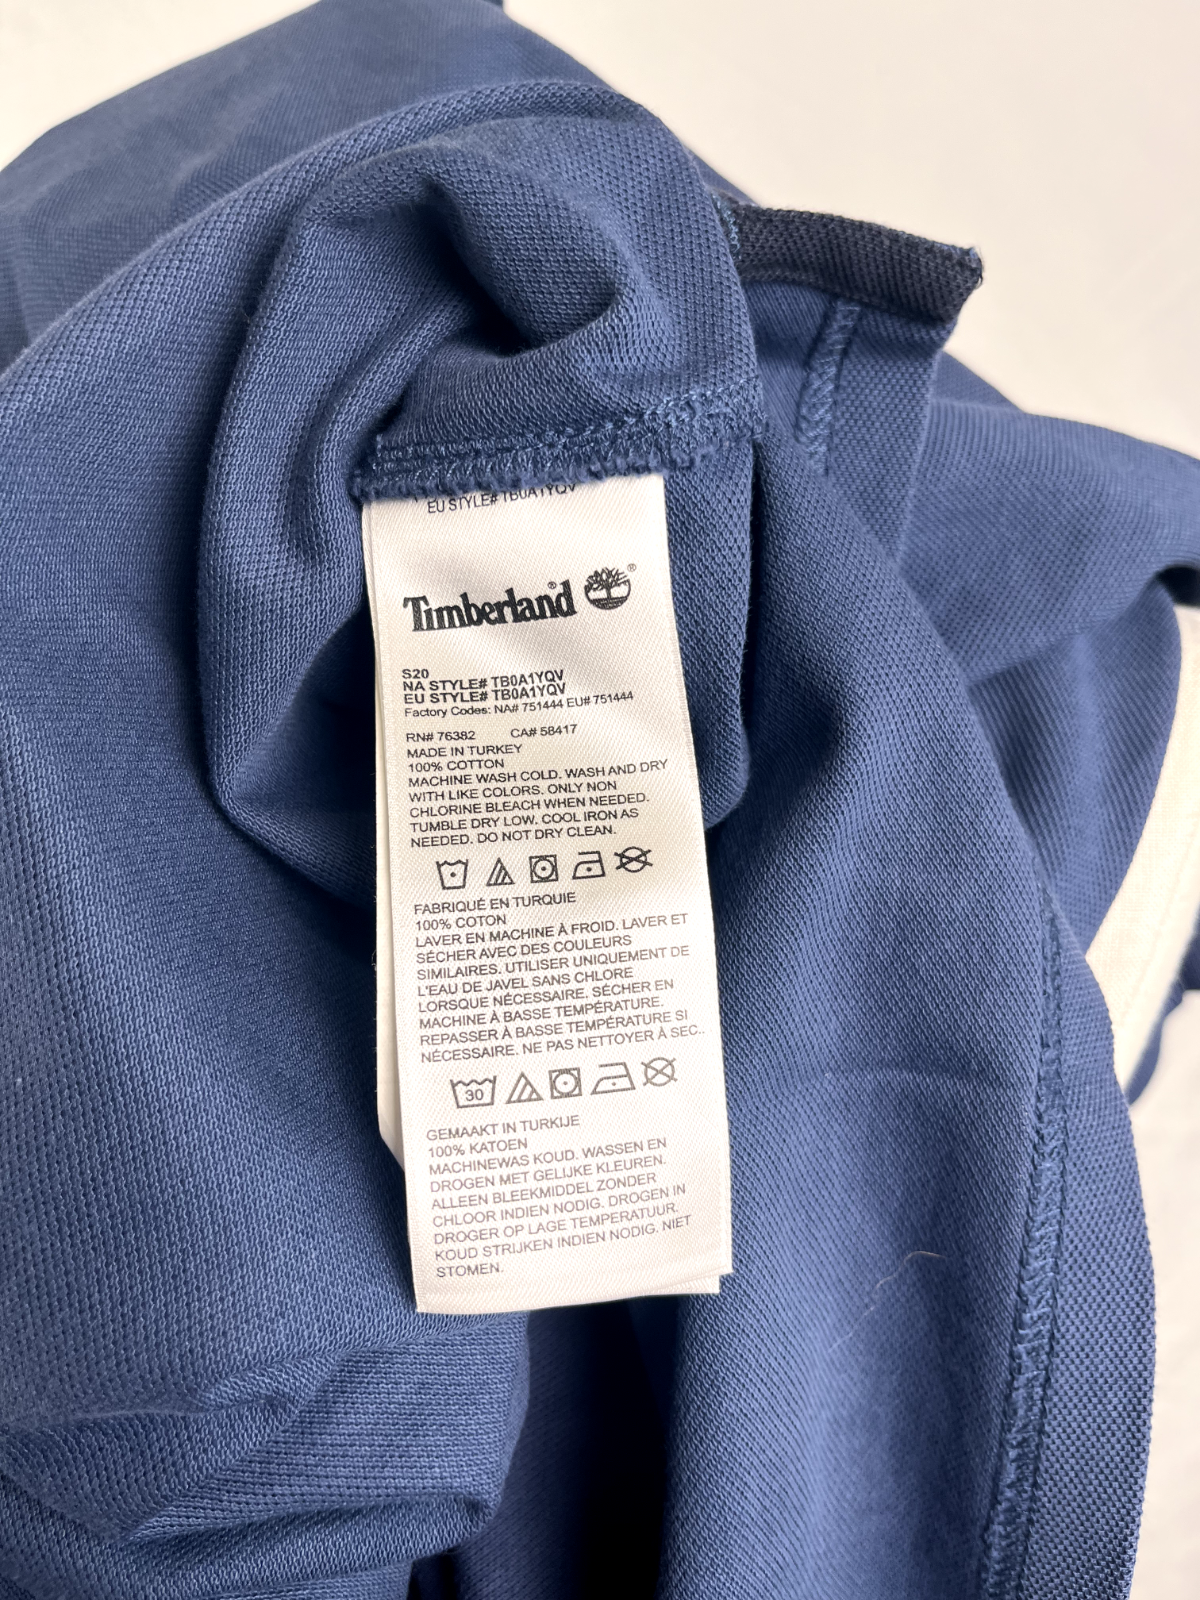 EU STYLE# TB0A1YQV
Timberland® ®
S20
NA STYLE# TB0A1YQV
EU STYLE# TB0A1YQV
Factory Codes: NA# 751444 EU# 751444
RN# 76382 CA# 58417
MADE IN TURKEY
100% COTTON
MACHINE WASH COLD. WASH AND DRY
WITH LIKE COLORS. ONLY NON
CHLORINE BLEACH WHEN NEEDED.
TUMBLE DRY LOW. COOL IRON AS
NEEDED. DO NOT DRY CLEAN.
FABRIQUÉ EN TURQUIE
100% COTON
LAVER EN MACHINE À FROID. LAVER ET
SÉCHER AVEC DES COULEURS
SIMILAIRES. UTILISER UNIQUEMENT DE
L'EAU DE JAVEL SANS CHLORE
LORSQUE NÉCESSAIRE. SÉCHER EN
MACHINE À BASSE TEMPÉRATURE.
REPASSER À BASSE TEMPÉRATURE SI
NÉCESSAIRE. NE PAS NETTOYER À SEC..
30
GEMAAKT IN TURKIJE
100% KATOEN
MACHINEWAS KOUD. WASSEN EN
DROGEN MET GELIJKE KLEUREN.
ALLEEN BLEEKMIDDEL ZONDER
CHLOOR INDIEN NODIG. DROGEN IN
DROGER OP LAGE TEMPERATUUR.
KOUD STRIJKEN INDIEN NODIG. NIET
STOMEN.